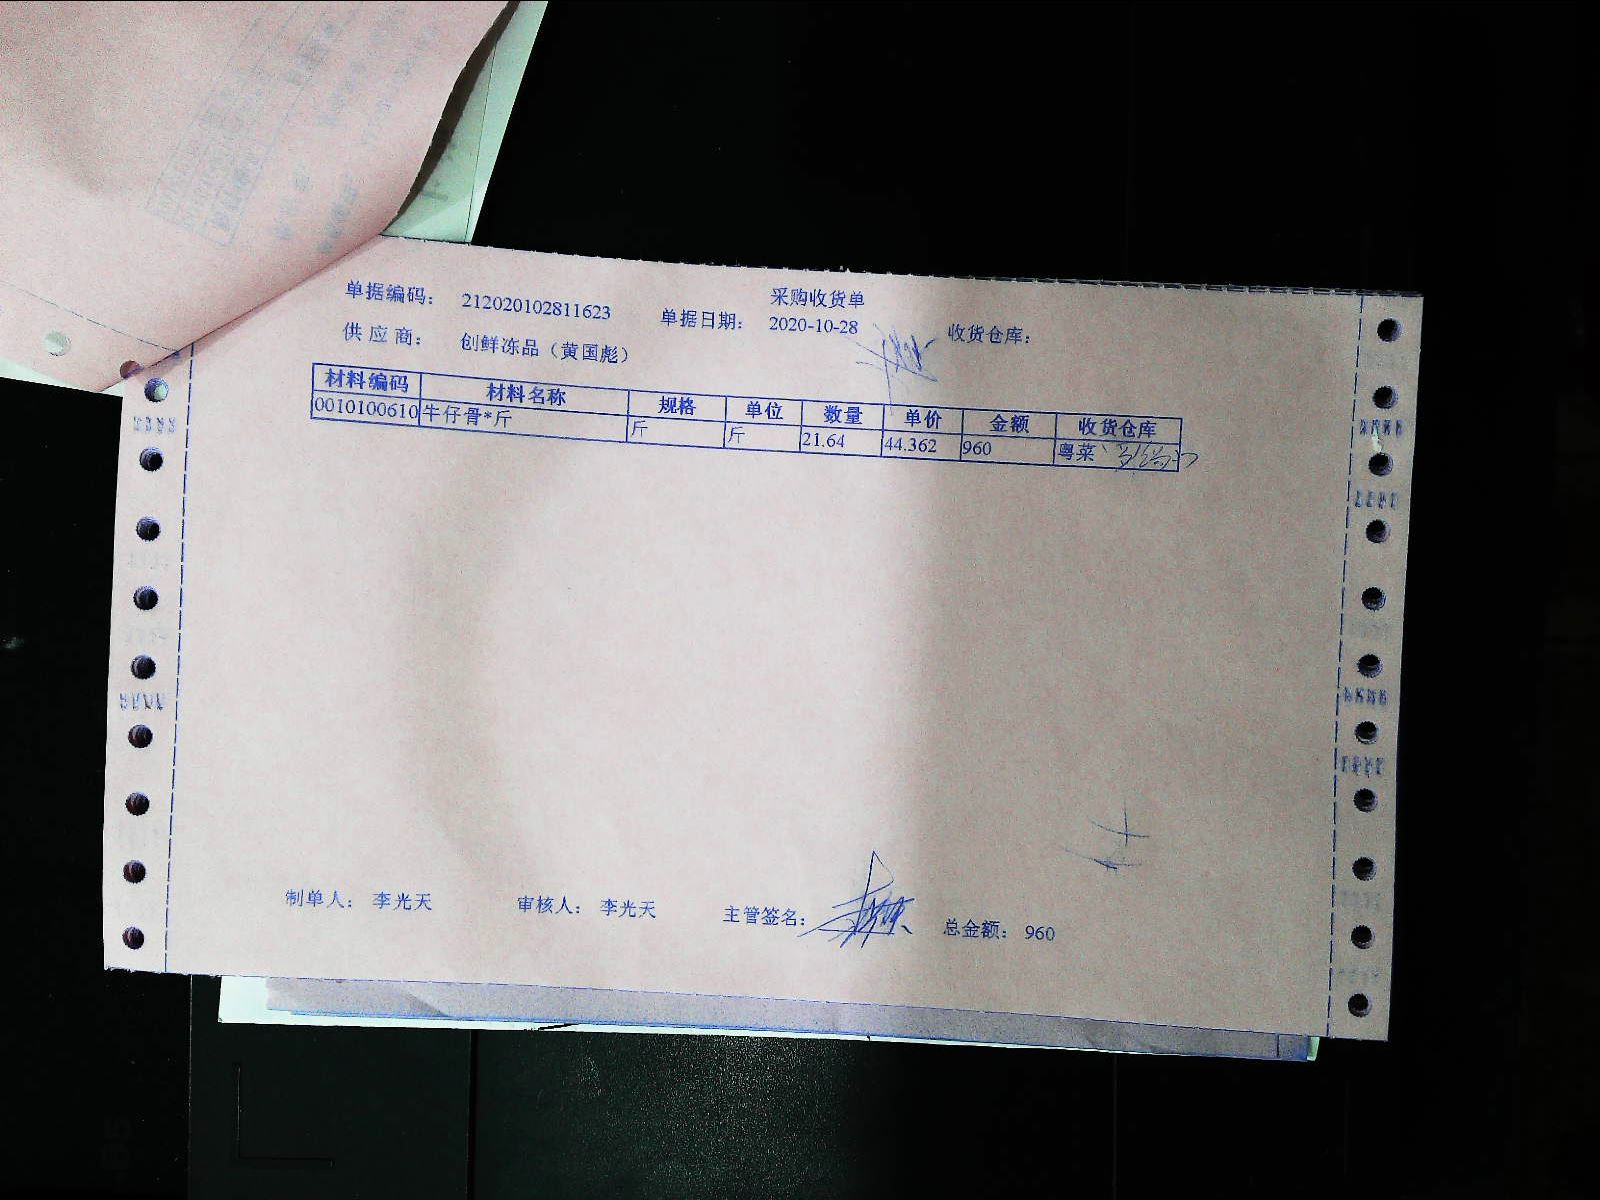 采购收货单
单据编码： 212020102811623 单据日期： 2020-10-28 收货仓库：
供应商： 创鲜冻品（黄国彪）
材料编码 材料名称 规格 单位 数量 单价 金额 收货仓库
0010100610 牛仔骨*斤 斤 斤 21.64 44.362 960 粤菜
制单人： 李光天 审核人： 李光天 主管签名： 总金额： 960